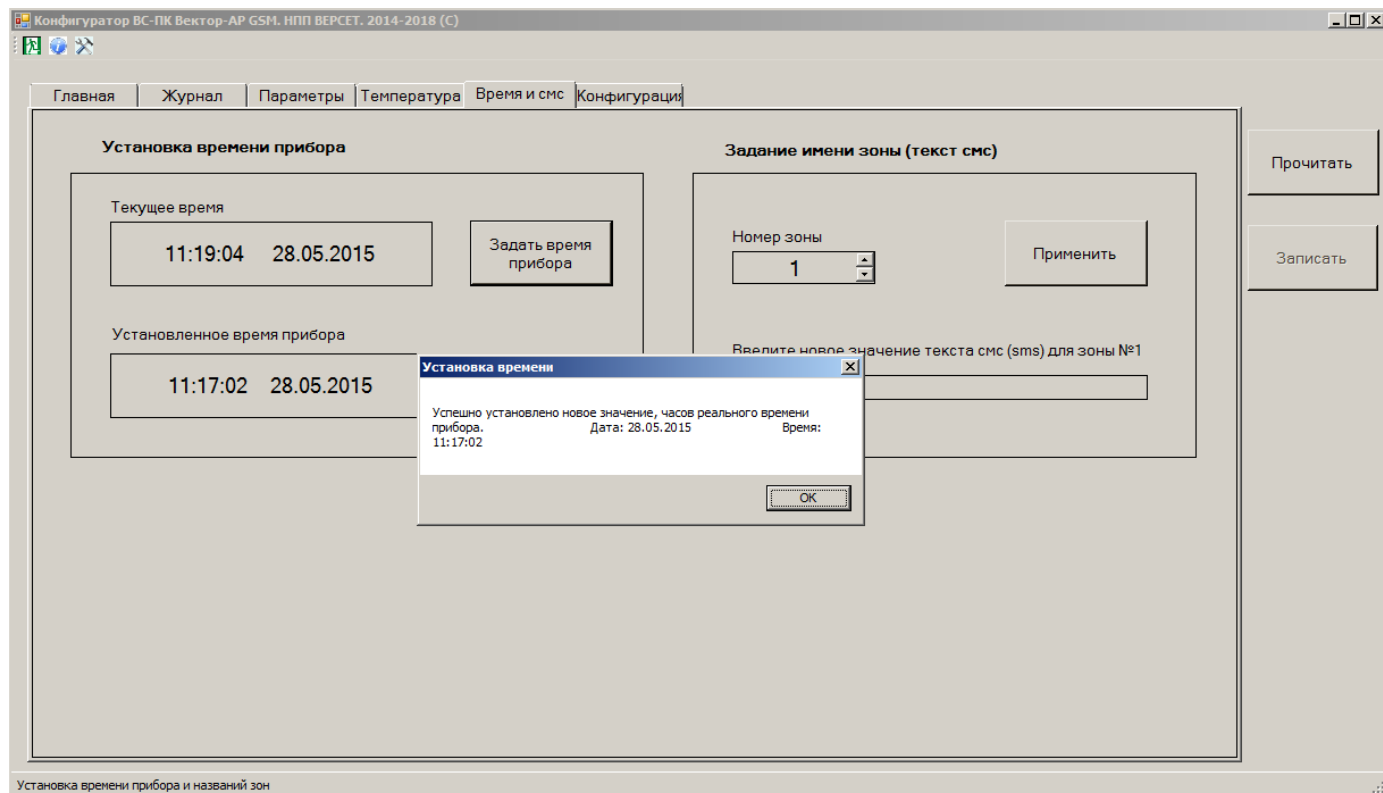 Конфигуратор ВС-ПК Вектор-АР GSM. НПП ВЕРСЕТ. 2014-2018 (С)
Главная Журнал Параметры Температура Время и смс Конфигурация
Установка времени прибора
Текущее время
11:19:04 28.05.2015
Задать время
прибора
Установленное время прибора
11:17:02 28.05.2015
Задание имени зоны (текст смс)
Номер зоны
1
Применить
Введите новое значение текста смс (sms) для зоны №1
Прочитать
Записать
Установка времени
Успешно установлено новое значение, часов реального времени
прибора. Дата: 28.05.2015 Время:
11:17:02
OK
Установка времени прибора и названий зон